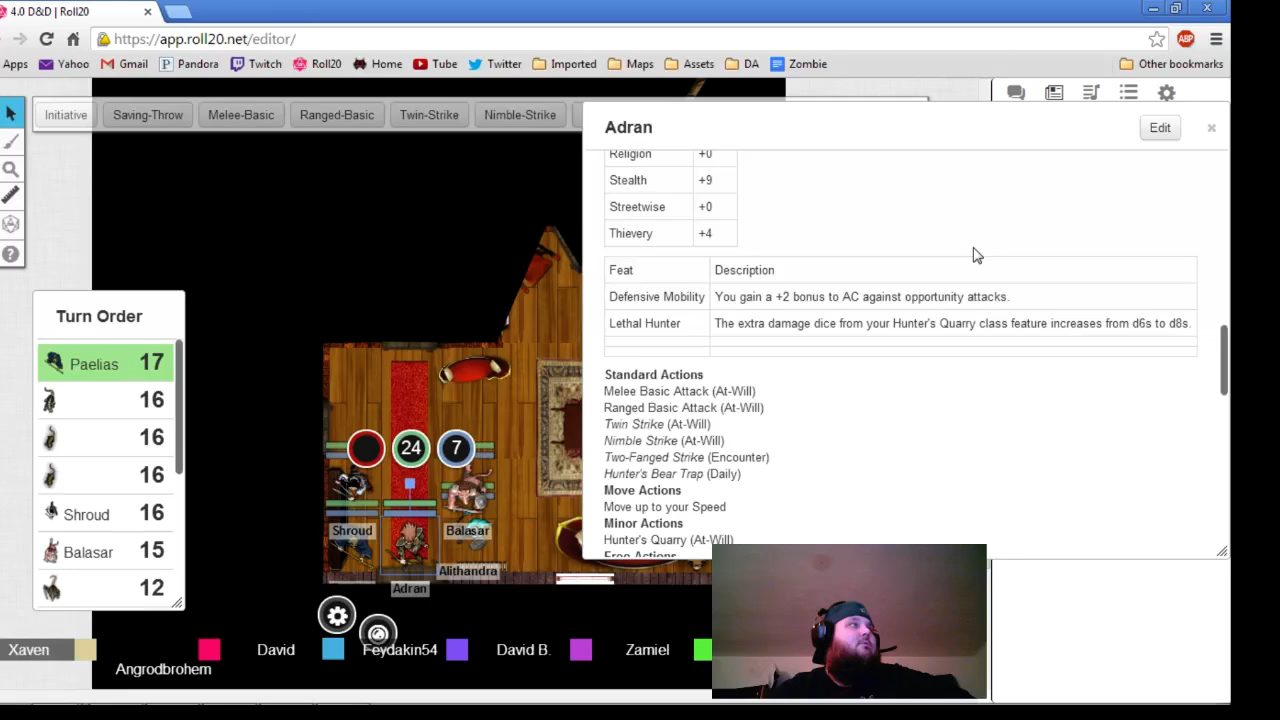 4.0 D&D | Roll20
https://app.roll20.net/editor/
ABP
Apps Yahoo Gmail Pandora Twitch Roll20 Home Tube Twitter Imported Maps Assets DA Zombie Other bookmarks
Initiative Saving-Throw Melee-Basic Ranged-Basic Twin-Strike Nimble-Strike
Adran
Edit
Religion +0
Stealth +9
Streetwise +0
Thievery +4
Feat Description
Defensive Mobility You gain a +2 bonus to AC against opportunity attacks.
Lethal Hunter The extra damage dice from your Hunter's Quarry class feature increases from d6s to d8s.
Standard Actions
Melee Basic Attack (At-Will)
Ranged Basic Attack (At-Will)
Twin Strike (At-Will)
Nimble Strike (At-Will)
Two-Fanged Strike (Encounter)
Hunter's Bear Trap (Daily)
Move Actions
Move up to your Speed
Minor Actions
Hunter's Quarry (At-Will)
Free Actions
Turn Order
Paelias 17
16
16
16
Shroud 16
Balasar 15
12
24 7
Shroud Balasar
Alithandra
Adran
Xaven
Angrodbrohem
David
Feydakin54
David B.
Zamiel